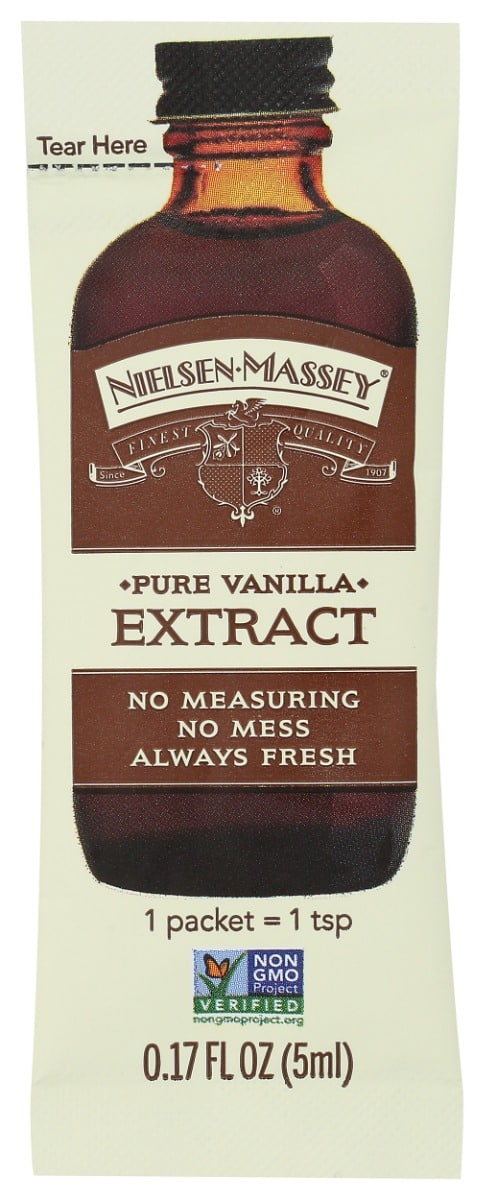 Tear Here
NIELSEN·MASSEY®
FINEST QUALITY
Since 1907
®
•PURE VANILLA•
EXTRACT
NO MEASURING
NO MESS
ALWAYS FRESH
1 packet = 1 tsp
NON
GMO
Project
VERIFIED
nongmoproject.org
0.17 FL OZ (5ml)